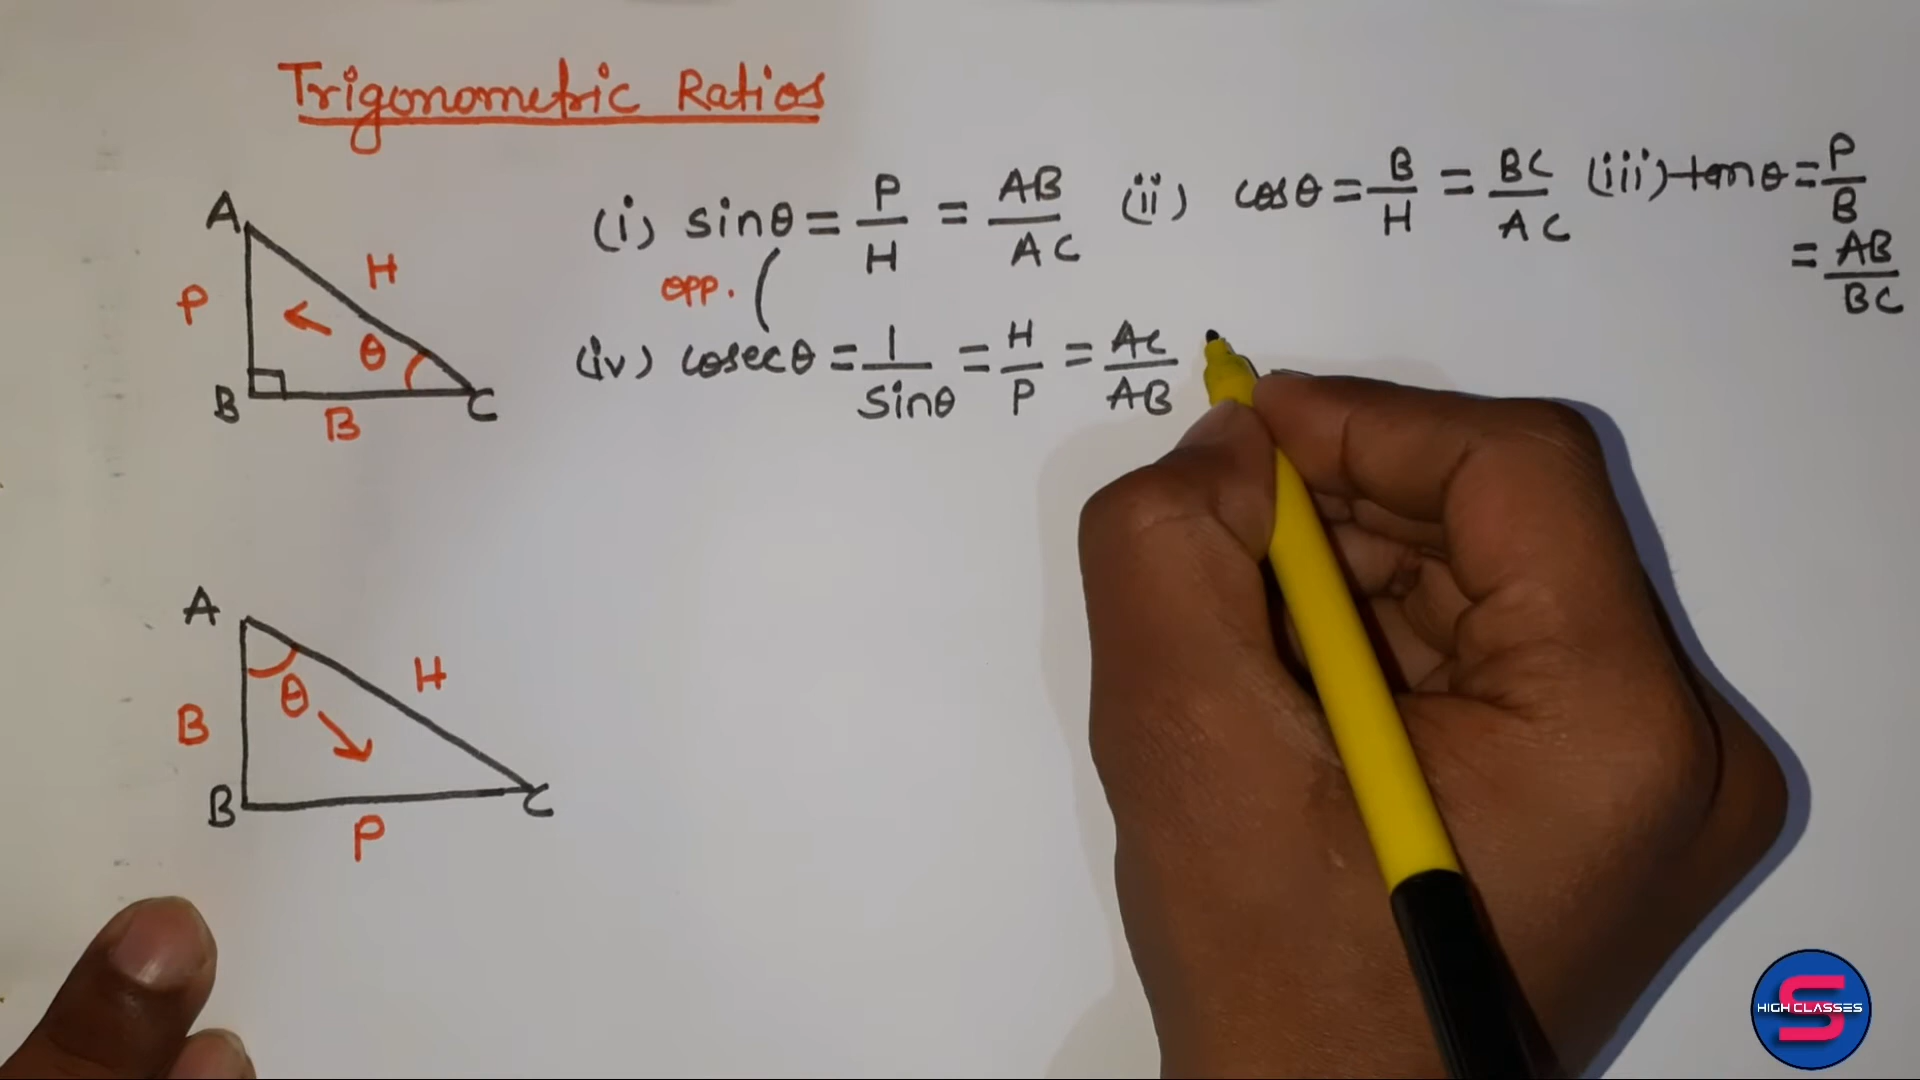 Trigonometric Ratios
(i) sinθ = P/H = AB/AC (ii) cosθ = B/H = BC/AC (iii) tanθ = P/B
= AB/BC
opp.
(iv) cosecθ = 1/sinθ = H/P = AC/AB
A
H
P
θ
B
C
B
A
H
θ
B
B
C
P
S
HIGH CLASSES